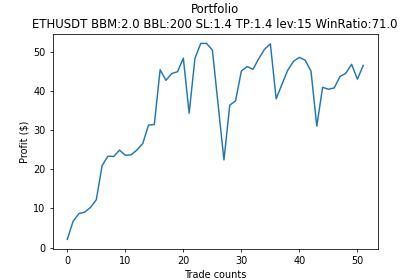 Portfolio
ETHUSDT BBM:2.0 BBL:200 SL:1.4 TP:1.4 lev:15 WinRatio:71.0
50
40
30
20
10
0
Profit ($)
0 10 20 30 40 50
Trade counts